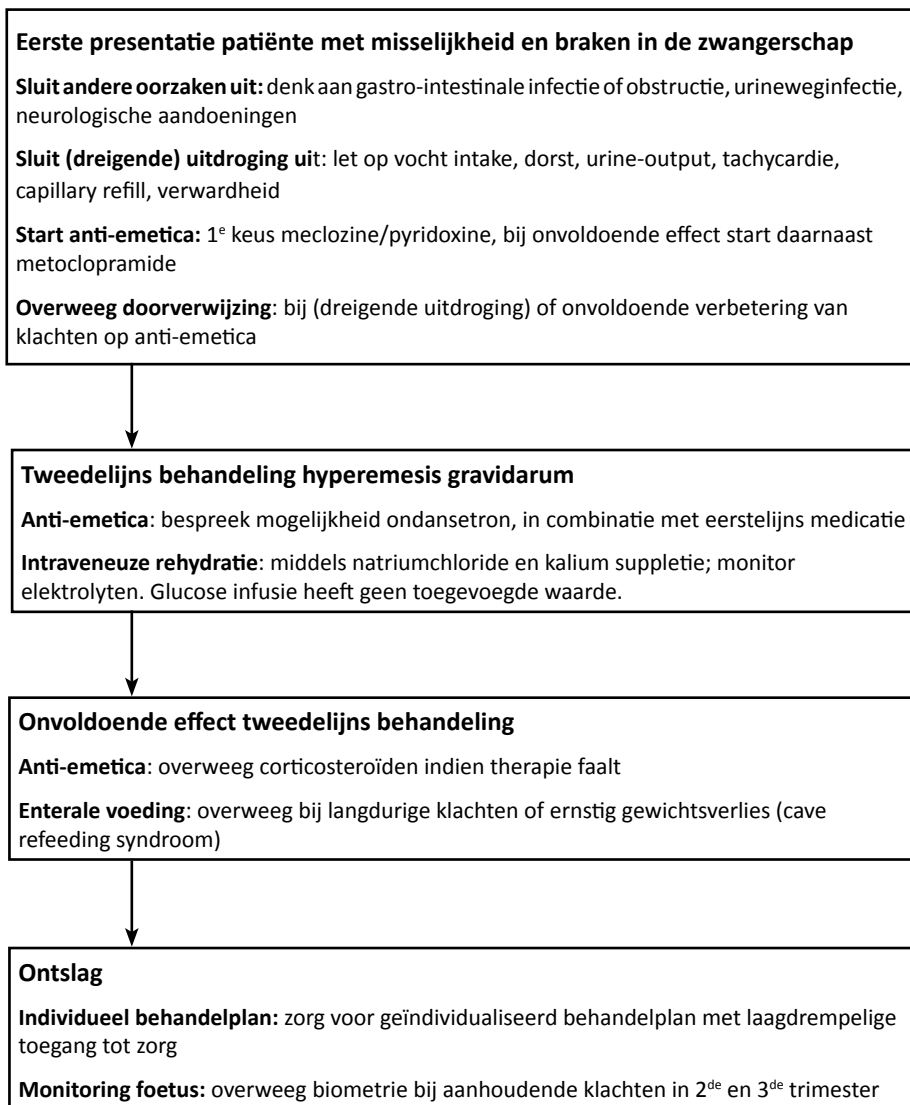 Eerste presentatie patiënte met misselijkheid en braken in de zwangerschap
Sluit andere oorzaken uit: denk aan gastro-intestinale infectie of obstructie, urineweginfectie,
neurologische aandoeningen
Sluit (dreigende) uitdroging uit: let op vocht intake, dorst, urine-output, tachycardie,
capillary refill, verwardheid
Start anti-emetica: 1e keus meclozine/pyridoxine, bij onvoldoende effect start daarnaast
metoclopramide
Overweeg doorverwijzing: bij (dreigende uitdroging) of onvoldoende verbetering van
klachten op anti-emetica
Tweedelijns behandeling hyperemesis gravidarum
Anti-emetica: bespreek mogelijkheid ondansetron, in combinatie met eerstelijns medicatie
Intraveneuze rehydratie: middels natriumchloride en kalium suppletie; monitor
elektrolyten. Glucose infusie heeft geen toegevoegde waarde.
Onvoldoende effect tweedelijns behandeling
Anti-emetica: overweeg corticosteroïden indien therapie faalt
Enterale voeding: overweeg bij langdurige klachten of ernstig gewichtsverlies (cave
refeeding syndroom)
Ontslag
Individueel behandelplan: zorg voor geïndividualiseerd behandelplan met laagdrempelige
toegang tot zorg
Monitoring foetus: overweeg biometrie bij aanhoudende klachten in 2de en 3de trimester